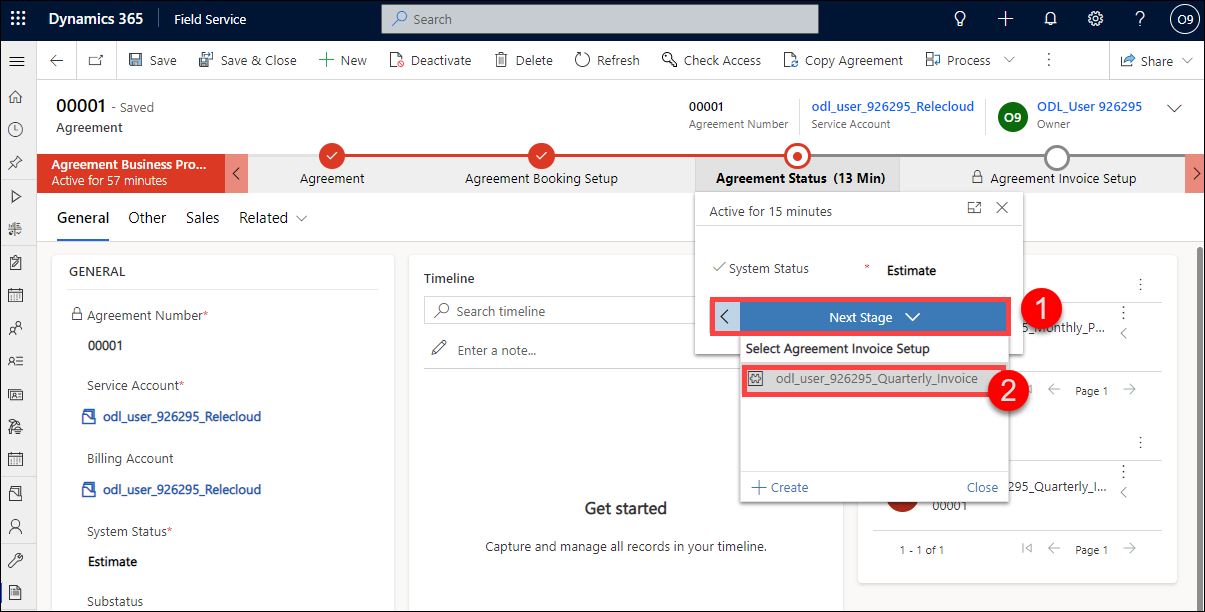 Dynamics 365 Field Service Search ? O9
Save Save & Close New Deactivate Delete Refresh Check Access Copy Agreement Process Share
00001 - Saved
Agreement
00001
Agreement Number
odl_user_926295_Relecloud
Service Account
O9
ODL_User 926295
Owner
Agreement Business Pro...
Active for 57 minutes
Agreement
Agreement Booking Setup
Agreement Status (13 Min)
Agreement Invoice Setup
General Other Sales Related
Active for 15 minutes
System Status * Estimate
Next Stage
1
Select Agreement Invoice Setup
odl_user_926295_Quarterly_Invoice
2
Create Close
GENERAL
Agreement Number*
00001
Service Account*
odl_user_926295_Relecloud
Billing Account
odl_user_926295_Relecloud
System Status*
Estimate
Substatus
Timeline
Search timeline
Enter a note...
Get started
Capture and manage all records in your timeline.
5_Monthly_P...
Page 1
295_Quarterly_I...
00001
1 - 1 of 1 Page 1